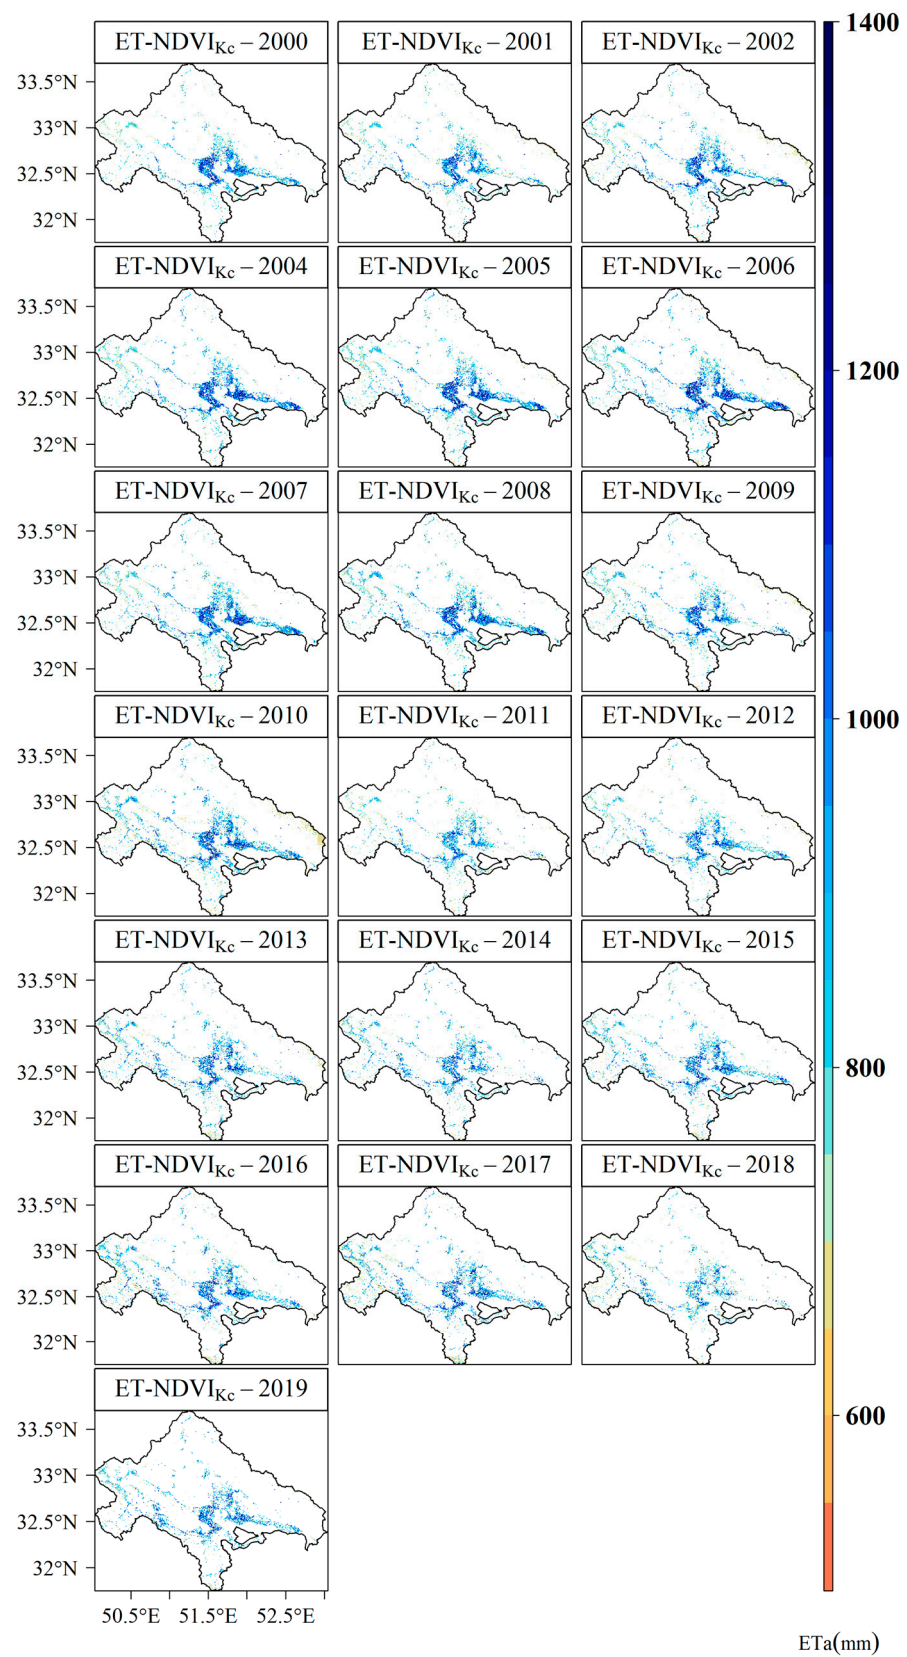 ET-NDVIKc – 2000 ET-NDVIKc – 2001 ET-NDVIKc – 2002 1400
33.5°N
33°N
32.5°N
32°N
ET-NDVIKc – 2004 ET-NDVIKc – 2005 ET-NDVIKc – 2006
33.5°N
33°N
1200
32.5°N
32°N
ET-NDVIKc – 2007 ET-NDVIKc – 2008 ET-NDVIKc – 2009
33.5°N
33°N
32.5°N
32°N
ET-NDVIKc – 2010 ET-NDVIKc – 2011 ET-NDVIKc – 2012
1000
33.5°N
33°N
32.5°N
32°N
ET-NDVIKc – 2013 ET-NDVIKc – 2014 ET-NDVIKc – 2015
33.5°N
33°N
800
32.5°N
32°N
ET-NDVIKc – 2016 ET-NDVIKc – 2017 ET-NDVIKc – 2018
33.5°N
33°N
32.5°N
32°N
ET-NDVIKc – 2019
600
33.5°N
33°N
32.5°N
32°N
50.5°E 51.5°E 52.5°E
ETa(mm)